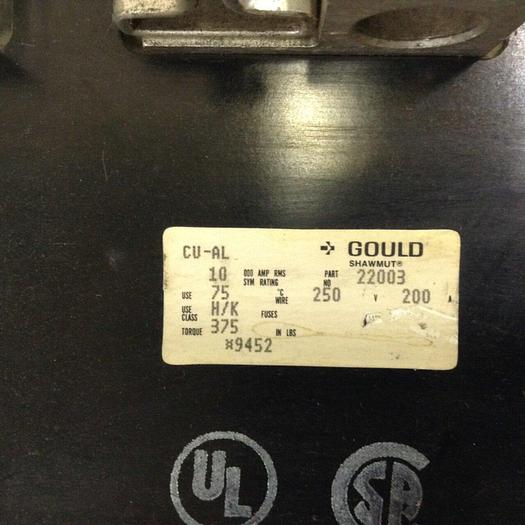 CU-AL
GOULD
SHAWMUT®
10 000 AMP RMS SYM RATING PART NO 22003
USE 75 °C WIRE 250 V 200 A
USE CLASS H/K FUSES
TORQUE 375 IN LBS
*9452
UL SP